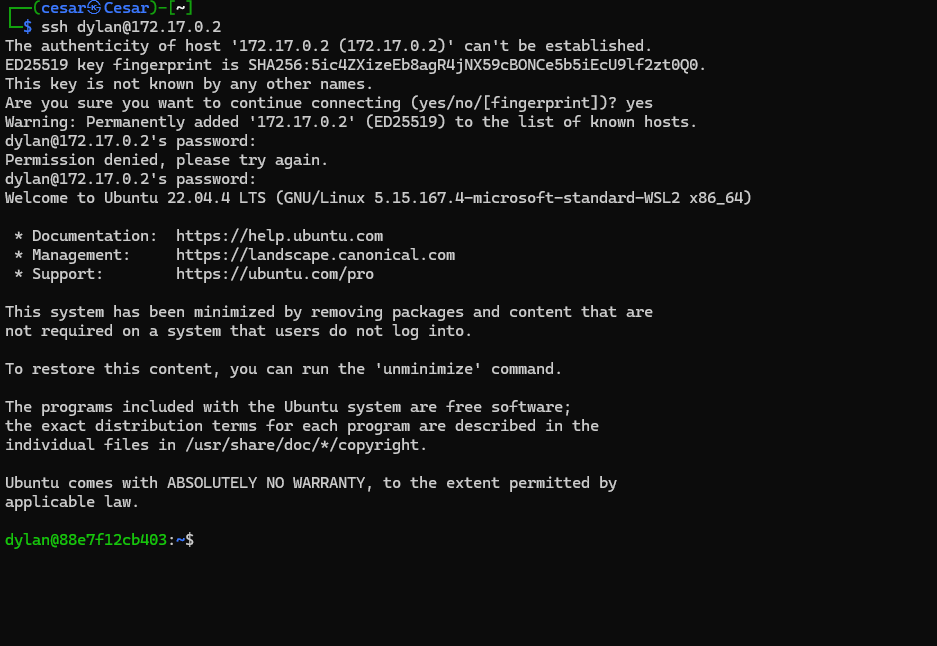 ┌──(cesar㉿Cesar)-[~]
└─$ ssh dylan@172.17.0.2
The authenticity of host '172.17.0.2 (172.17.0.2)' can't be established.
ED25519 key fingerprint is SHA256:5ic4ZXizeEb8agR4jNX59cBONCe5b5iEcU9lf2zt0Q0.
This key is not known by any other names.
Are you sure you want to continue connecting (yes/no/[fingerprint])? yes
Warning: Permanently added '172.17.0.2' (ED25519) to the list of known hosts.
dylan@172.17.0.2's password:
Permission denied, please try again.
dylan@172.17.0.2's password:
Welcome to Ubuntu 22.04.4 LTS (GNU/Linux 5.15.167.4-microsoft-standard-WSL2 x86_64)

 * Documentation:  https://help.ubuntu.com
 * Management:     https://landscape.canonical.com
 * Support:        https://ubuntu.com/pro

This system has been minimized by removing packages and content that are
not required on a system that users do not log into.

To restore this content, you can run the 'unminimize' command.

The programs included with the Ubuntu system are free software;
the exact distribution terms for each program are described in the
individual files in /usr/share/doc/*/copyright.

Ubuntu comes with ABSOLUTELY NO WARRANTY, to the extent permitted by
applicable law.

dylan@88e7f12cb403:~$